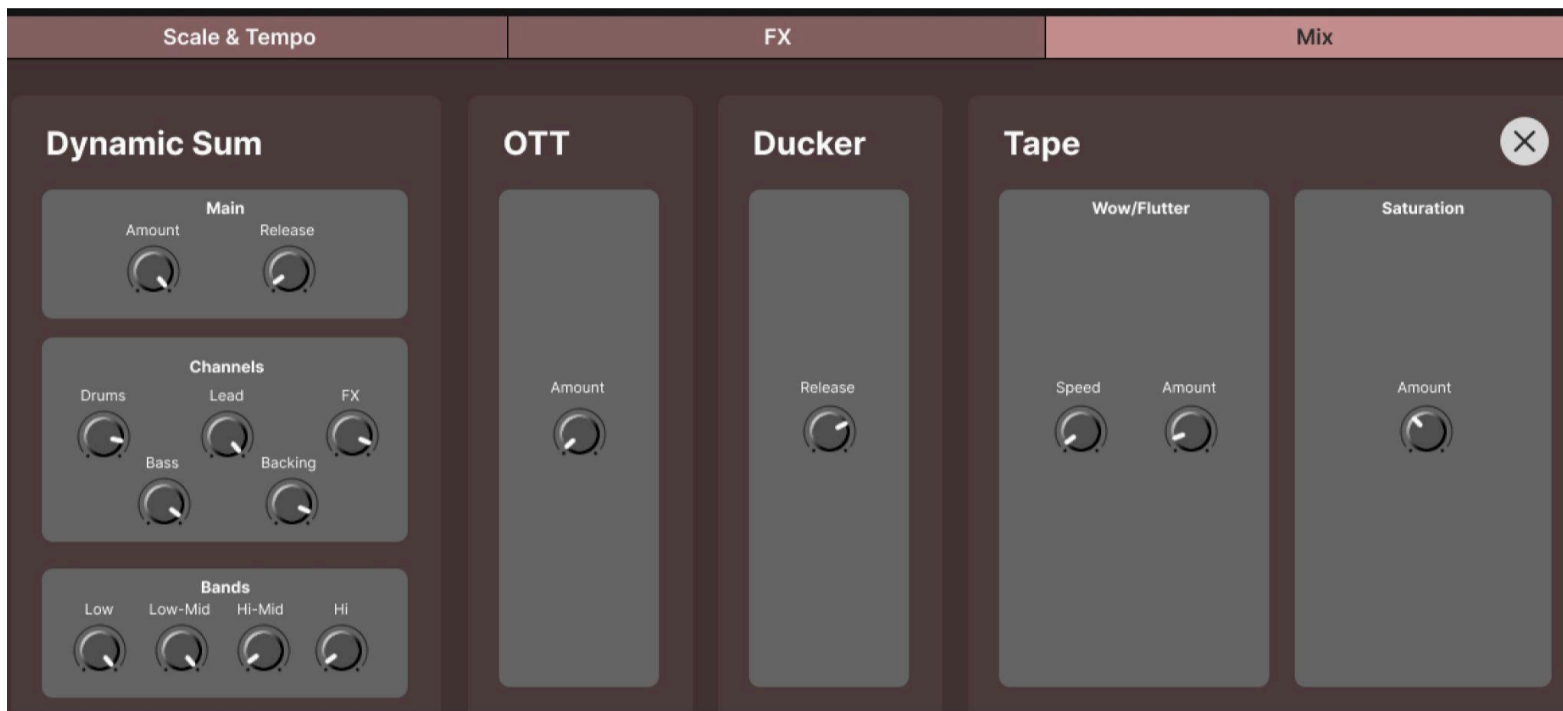 Scale & Tempo
FX
Mix
Dynamic Sum
Main
Amount
Release
Channels
Drums
Lead
FX
Bass
Backing
Bands
Low
Low-Mid
Hi-Mid
Hi
OTT
Amount
Ducker
Release
Tape
Wow/Flutter
Speed
Amount
Saturation
Amount